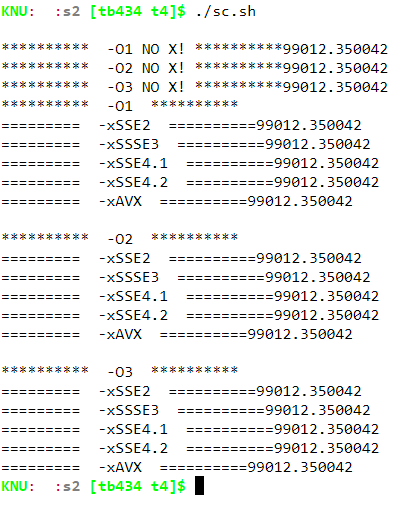 KNU:  :s2 [tb434 t4]$ ./sc.sh
**********  -O1 NO X! **********99012.350042
**********  -O2 NO X! **********99012.350042
**********  -O3 NO X! **********99012.350042
**********  -O1  **********
=========  -xSSE2  ==========99012.350042
=========  -xSSSE3  ==========99012.350042
=========  -xSSE4.1  ==========99012.350042
=========  -xSSE4.2  ==========99012.350042
=========  -xAVX  ==========99012.350042
**********  -O2  **********
=========  -xSSE2  ==========99012.350042
=========  -xSSSE3  ==========99012.350042
=========  -xSSE4.1  ==========99012.350042
=========  -xSSE4.2  ==========99012.350042
=========  -xAVX  ==========99012.350042
**********  -O3  **********
=========  -xSSE2  ==========99012.350042
=========  -xSSSE3  ==========99012.350042
=========  -xSSE4.1  ==========99012.350042
=========  -xSSE4.2  ==========99012.350042
=========  -xAVX  ==========99012.350042
KNU:  :s2 [tb434 t4]$